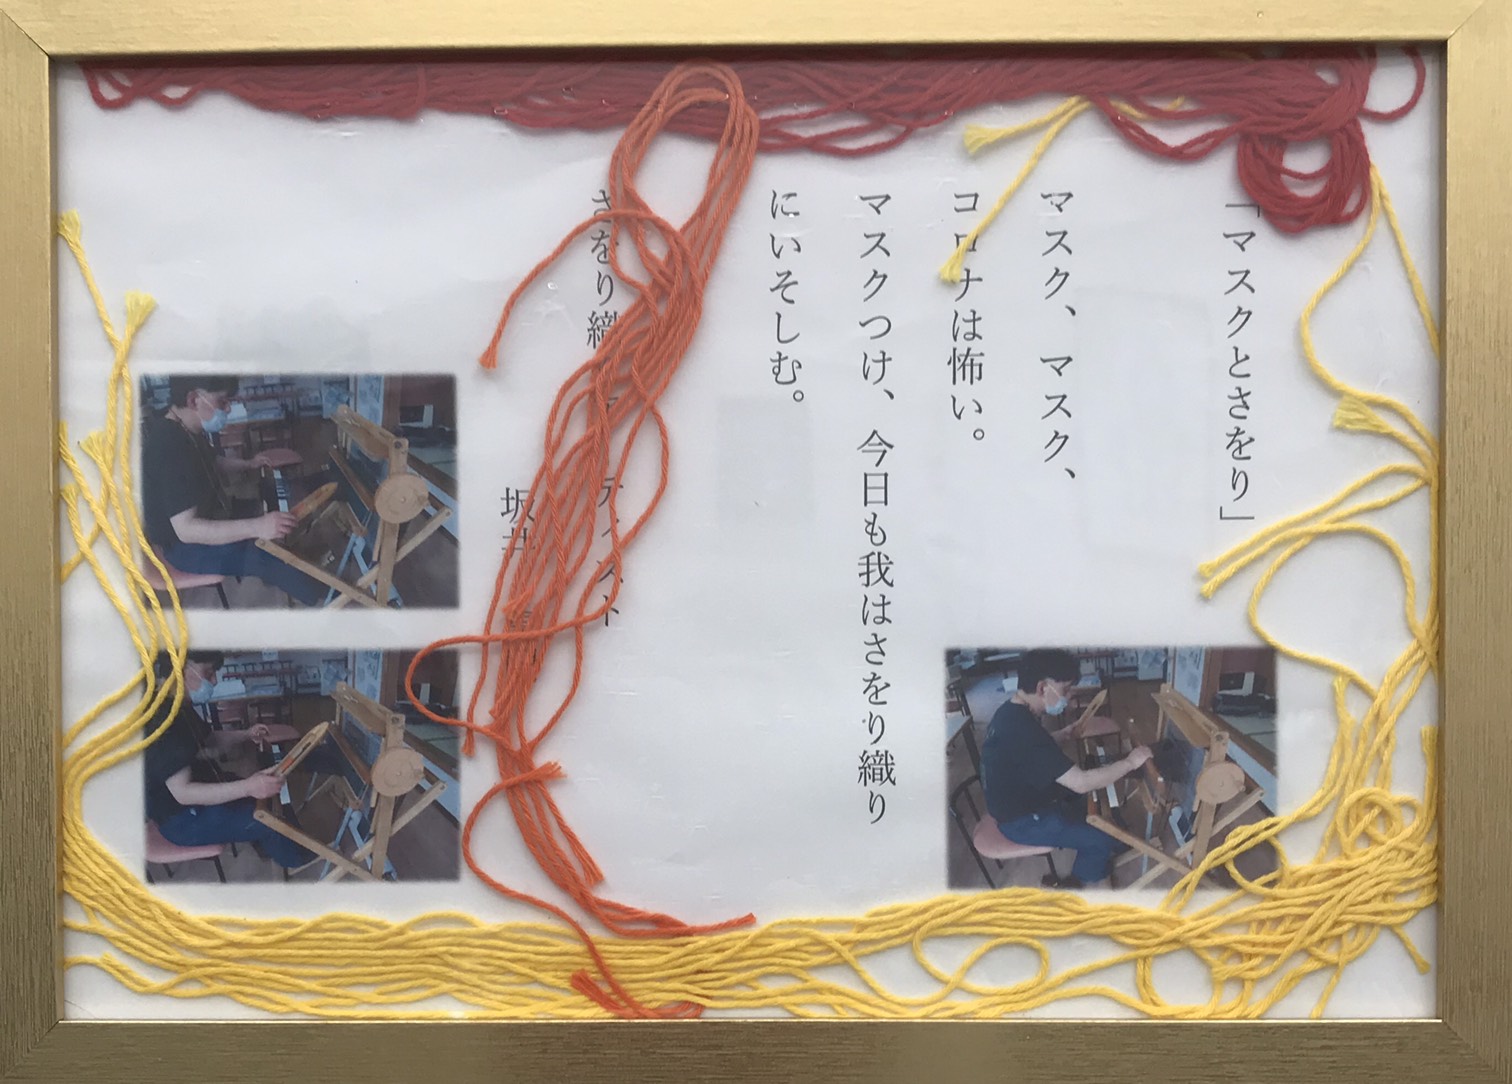 「マスクとさをり」
マスク、マスク、
コロナは怖い。
マスクつけ、今日も我はさをり織り
にいそしむ。
さをり織
ティスト
坂井